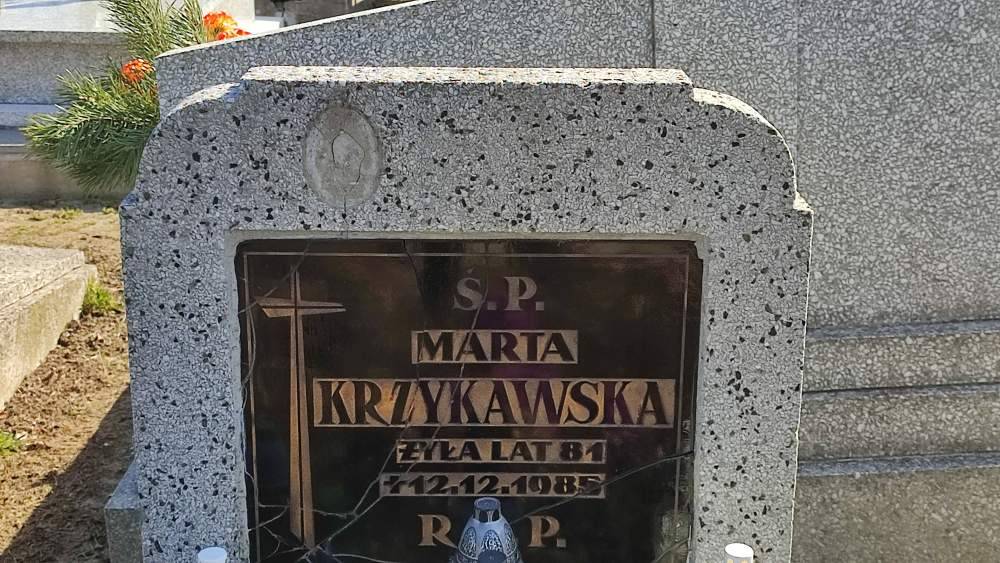 Ś.P.
MARTA
KRZYKAWSKA
ŻYŁA LAT 81
†12.12.1985
R P.